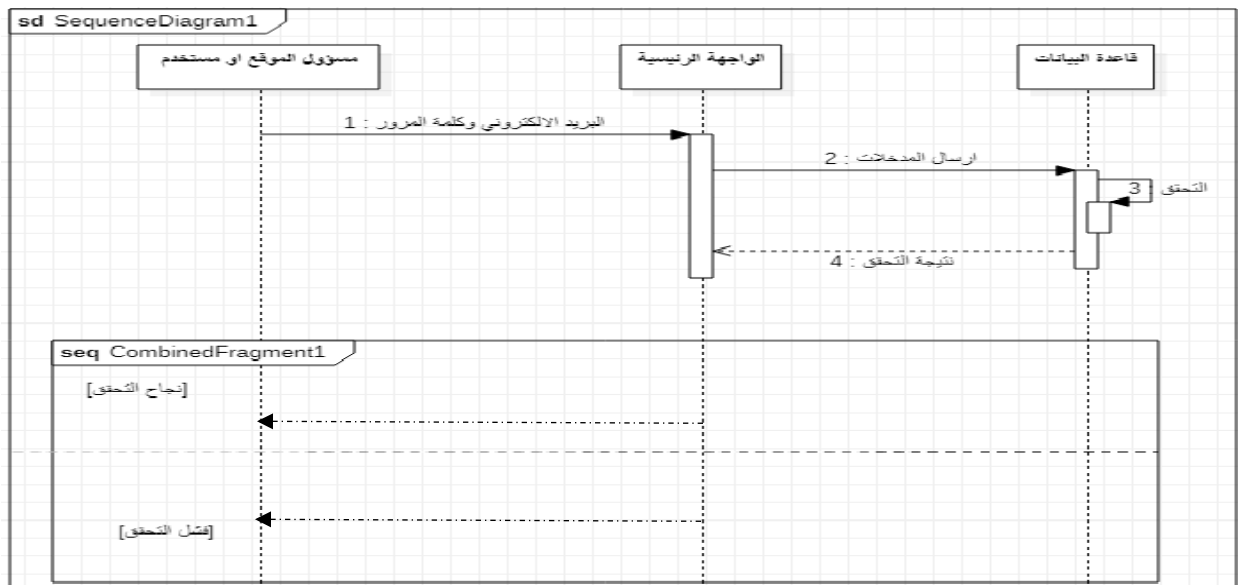 sd SequenceDiagram1
مسؤول الموقع او مستخدم
الواجهة الرئيسية
قاعدة البيانات
1 : البريد الالكتروني وكلمة المرور
2 : ارسال المدخلات
3 : التحقق
4 : نتيجة التحقق
seq CombinedFragment1
[نجاح التحقق]
[فشل التحقق]